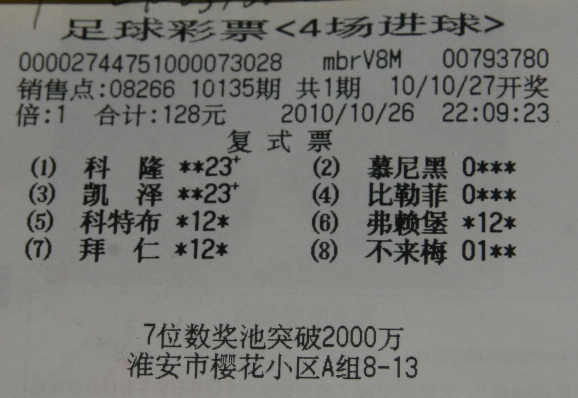 足球彩票<4场进球>
00002744751000073028 mbrV8M 00793780
销售点:08266 10135期 共1期 10/10/27开奖
倍:1 合计:128元 2010/10/26 22:09:23
复式票
(1) 科隆 **23+ (2) 慕尼黑 0***
(3) 凯泽 **23+ (4) 比勒菲 0***
(5) 科特布 *12* (6) 弗赖堡 *12*
(7) 拜仁 *12* (8) 不来梅 01**
7位数奖池突破2000万
淮安市樱花小区A组8-13